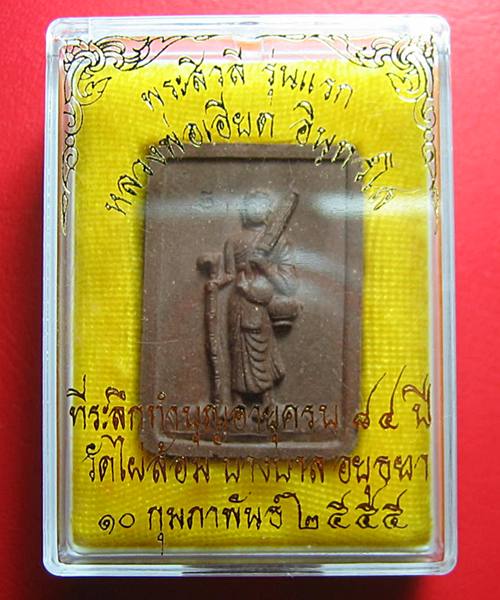 พระสิวลี รุ่นแรก
หลวงพ่อเอียด อินฺทวํโส
ที่ระลึกทำบุญอายุครบ ๘๔ ปี
วัดไผ่ล้อม บางบาล อยุธยา
๑๐ กุมภาพันธ์ ๒๕๕๕